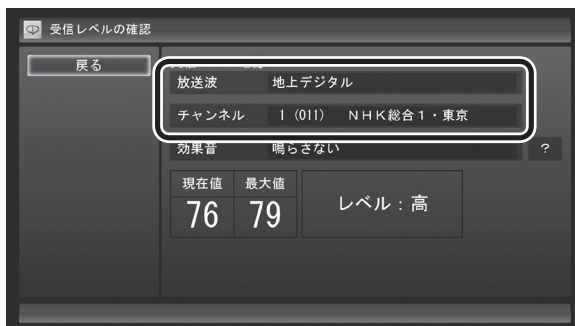 受信レベルの確認
戻る
放送波 地上デジタル
チャンネル 1 (011) NHK総合1・東京
効果音 鳴らさない ?
現在値 最大値
76 79 レベル：高